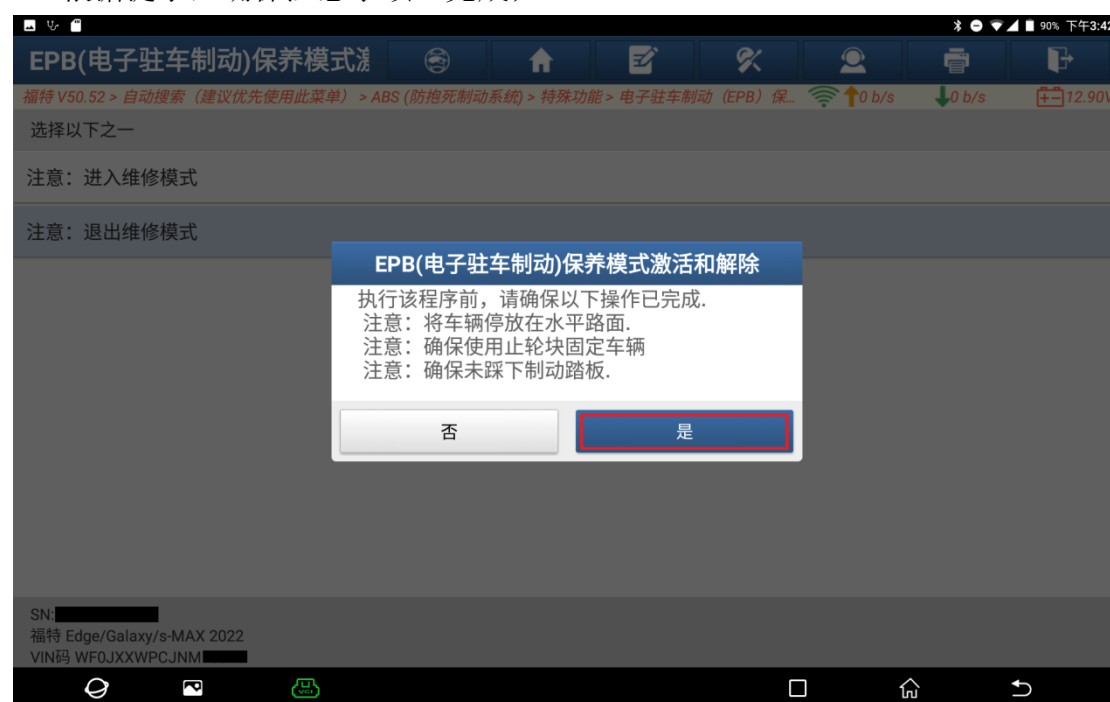 90% 下午3:42
EPB(电子驻车制动)保养模式激
福特 V50.52 > 自动搜索（建议优先使用此菜单） > ABS (防抱死制动系统) > 特殊功能 > 电子驻车制动（EPB）保... 0 b/s 0 b/s 12.90V
选择以下之一
注意：进入维修模式
注意：退出维修模式
EPB(电子驻车制动)保养模式激活和解除
执行该程序前，请确保以下操作已完成.
注意：将车辆停放在水平路面.
注意：确保使用止轮块固定车辆
注意：确保未踩下制动踏板.
否 是
SN:
福特 Edge/Galaxy/s-MAX 2022
VIN码 WF0JXXWPCJNM
VCI